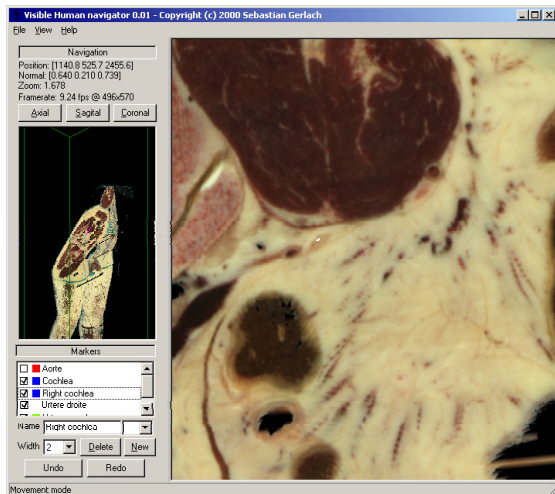 Visible Human navigator 0.01 - Copyright (c) 2000 Sebastian Gerlach
File View Help
Navigation
Position: [1140.8 525.7 2455.6]
Normal: [0.640 0.210 0.739]
Zoom: 1.678
Framerate: 9.24 fps @ 496x570
Axial Sagital Coronal
Markers
Aorte
Cochlea
Right cochlea
Urtere droite
Name Right cochlea
Width 2 Delete New
Undo Redo
Movement mode